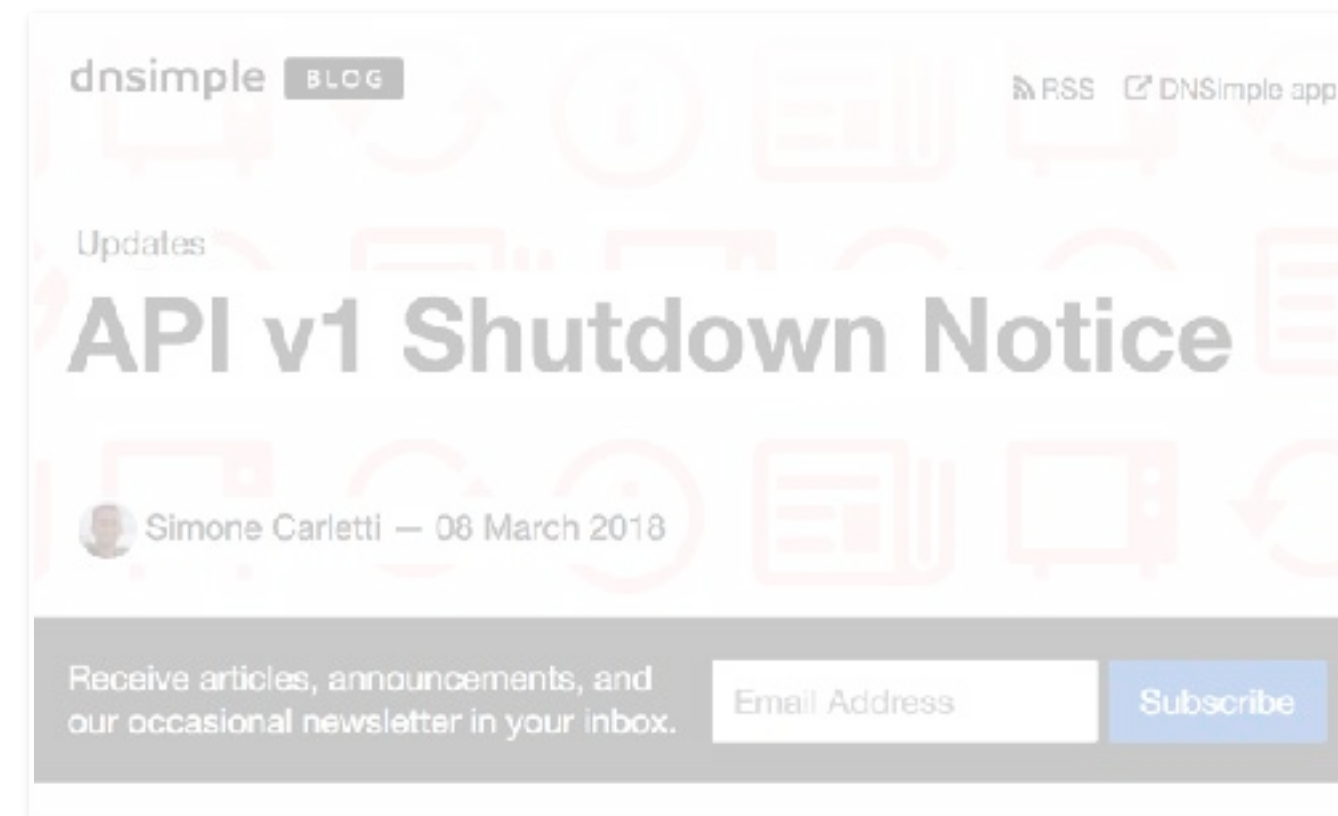 dnsimple BLOG
RSS DNSimple app
Updates
API v1 Shutdown Notice
Simone Carletti — 08 March 2018
Receive articles, announcements, and
our occasional newsletter in your inbox.
Email Address
Subscribe